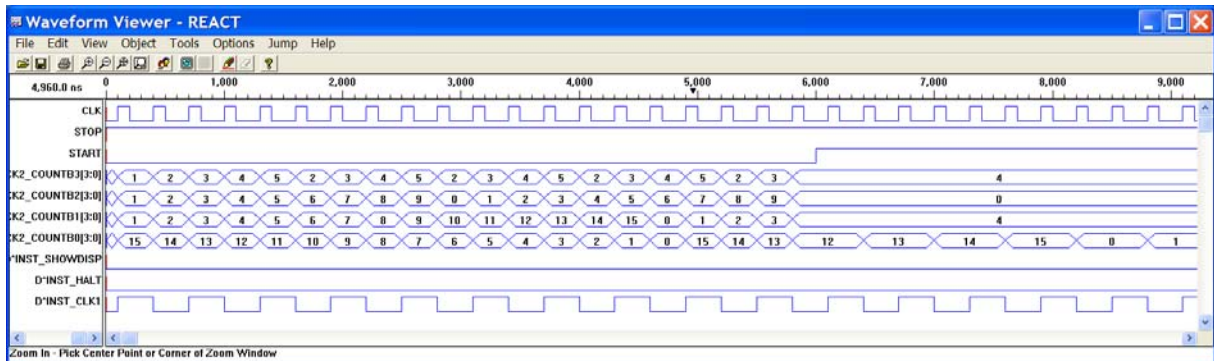 Waveform Viewer - REACT
File Edit View Object Tools Options Jump Help
4,960.0 ns 0 1,000 2,000 3,000 4,000 5,000 6,000 7,000 8,000 9,000
CLK
STOP
START
CK2_COUNTB3[3:0] 1 2 3 4 5 2 3 4 5 2 3 4 5 2 3 4 5 2 3 4
CK2_COUNTB2[3:0] 1 2 3 4 5 6 7 8 9 0 1 2 3 4 5 6 7 8 9 0
CK2_COUNTB1[3:0] 1 2 3 4 5 6 7 8 9 10 11 12 13 14 15 0 1 2 3 4
CK2_COUNTB0[3:0] 15 14 13 12 11 10 9 8 7 6 5 4 3 2 1 0 15 14 13 12 13 14 15 0 1
D*INST_SHOWDISP
D*INST_HALT
D*INST_CLK1
Zoom In - Pick Center Point or Corner of Zoom Window